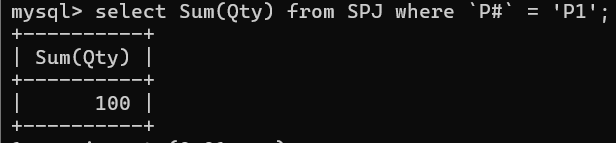 mysql> select Sum(Qty) from SPJ where `P#` = 'P1';
+----------+
| Sum(Qty) |
+----------+
|      100 |
+----------+